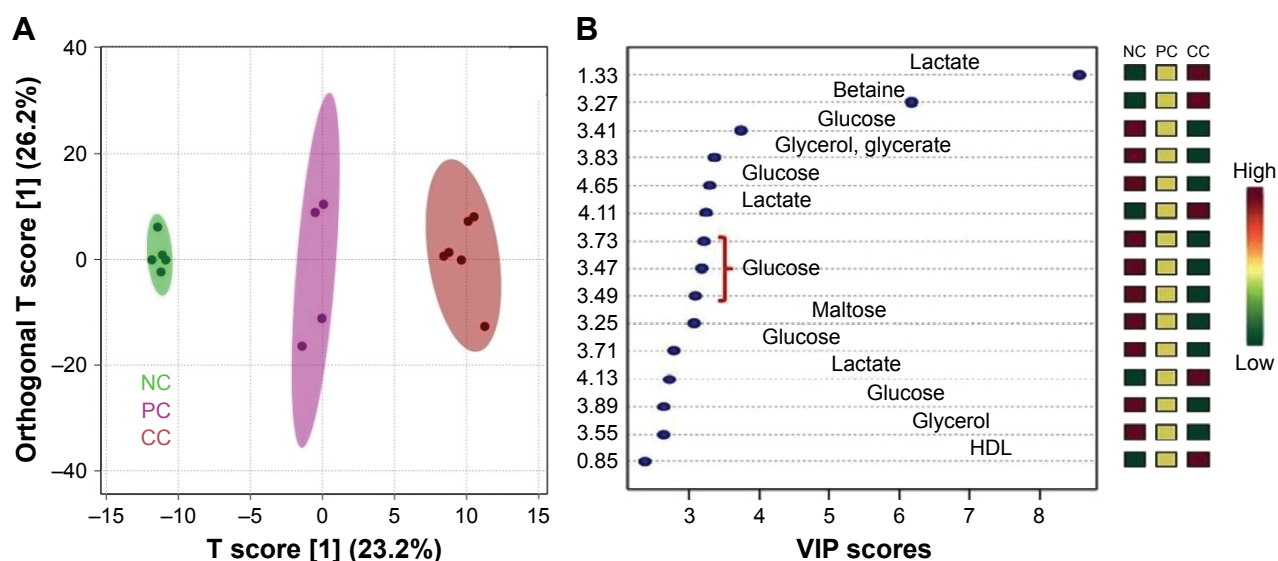 A
Orthogonal T score [1] (26.2%)
40
20
0
–20
–40
NC
PC
CC
–15
–10
–5
0
5
10
15
T score [1] (23.2%)
B
NC PC CC
1.33 Lactate
3.27 Betaine
3.41 Glucose
3.83 Glycerol, glycerate
4.65 Glucose
4.11 Lactate
3.73
3.47 Glucose
3.49
3.25 Maltose
3.71 Glucose
4.13 Lactate
3.89 Glucose
3.55 Glycerol
0.85 HDL
3
4
5
6
7
8
VIP scores
High
Low